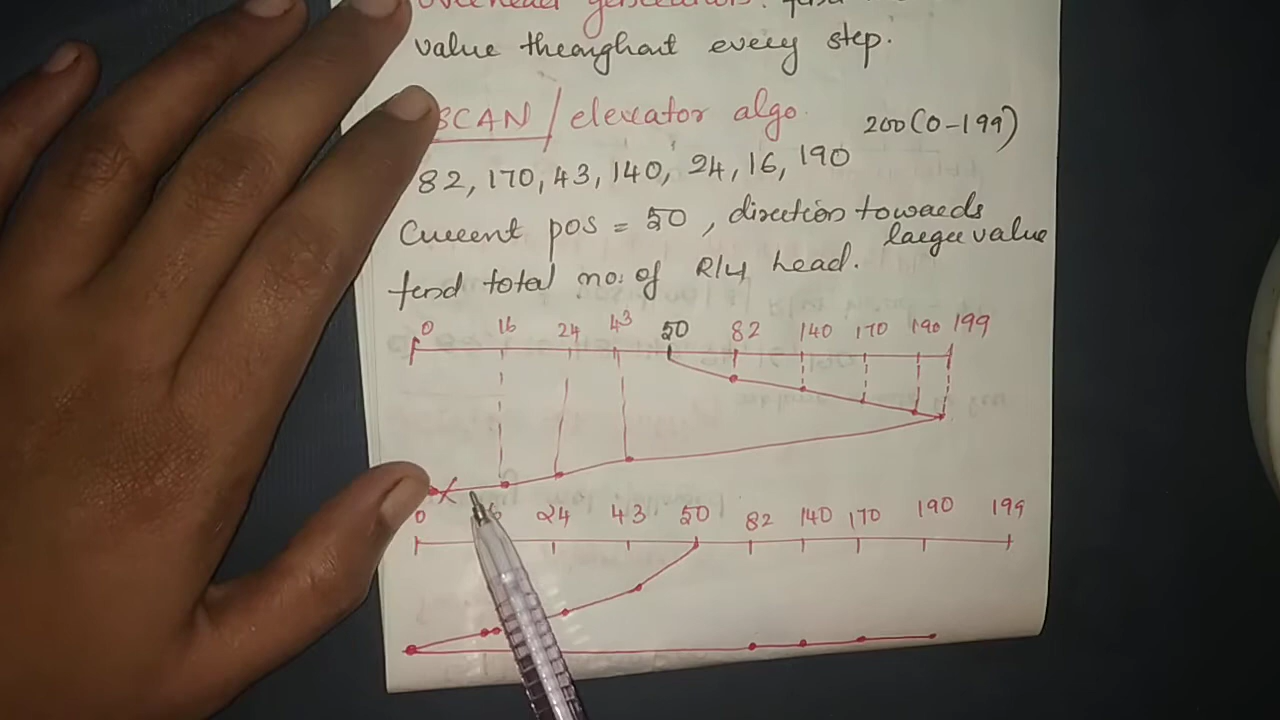 value throughout every step.
SCAN / elevator algo 200(0-199)
82, 170, 43, 140, 24, 16, 190
Current pos = 50, direction towards
larger value
find total no. of R/W head.
0 16 24 43 50 82 140 170 190 199
0 16 24 43 50 82 140 170 190 199